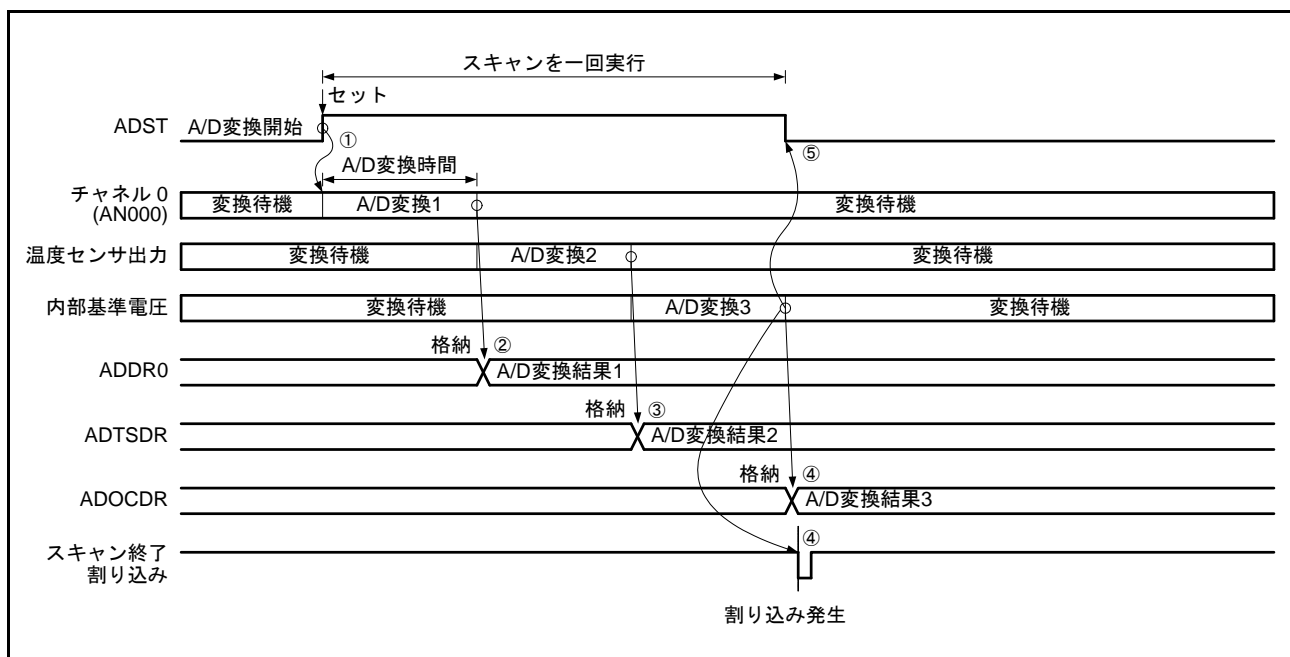 スキャンを一回実行
セット
ADST
A/D変換開始
①
⑤
A/D変換時間
チャネル0
(AN000)
変換待機
A/D変換1
変換待機
温度センサ出力
変換待機
A/D変換2
変換待機
内部基準電圧
変換待機
A/D変換3
変換待機
格納 ②
ADDR0
A/D変換結果1
格納 ③
ADTSDR
A/D変換結果2
格納 ④
ADOCDR
A/D変換結果3
④
スキャン終了
割り込み
割り込み発生